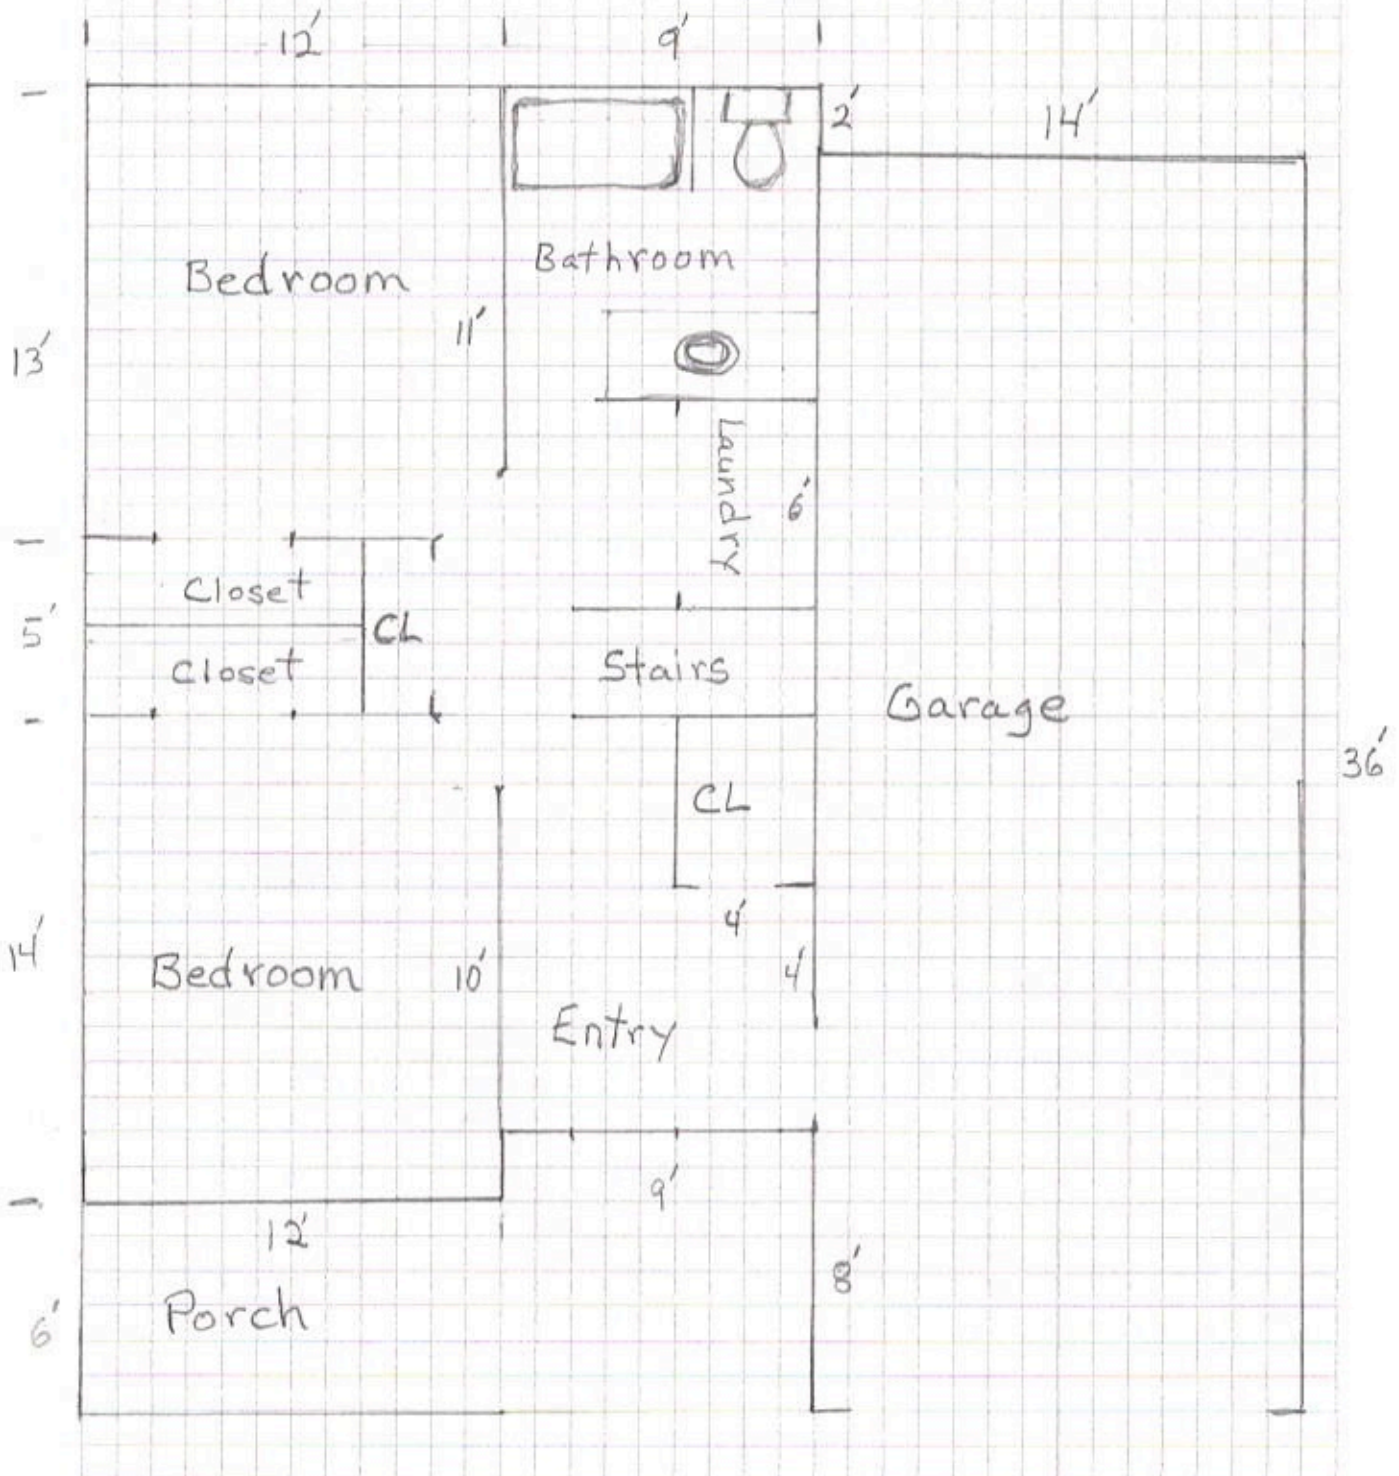 12' 9'
2' 14'
Bedroom Bathroom
13' 11'
Laundry 6'
Closet
5' CL
Closet Stairs
Garage
36'
CL
4'
14' Bedroom 10' 4'
Entry
9'
12'
8'
6' Porch